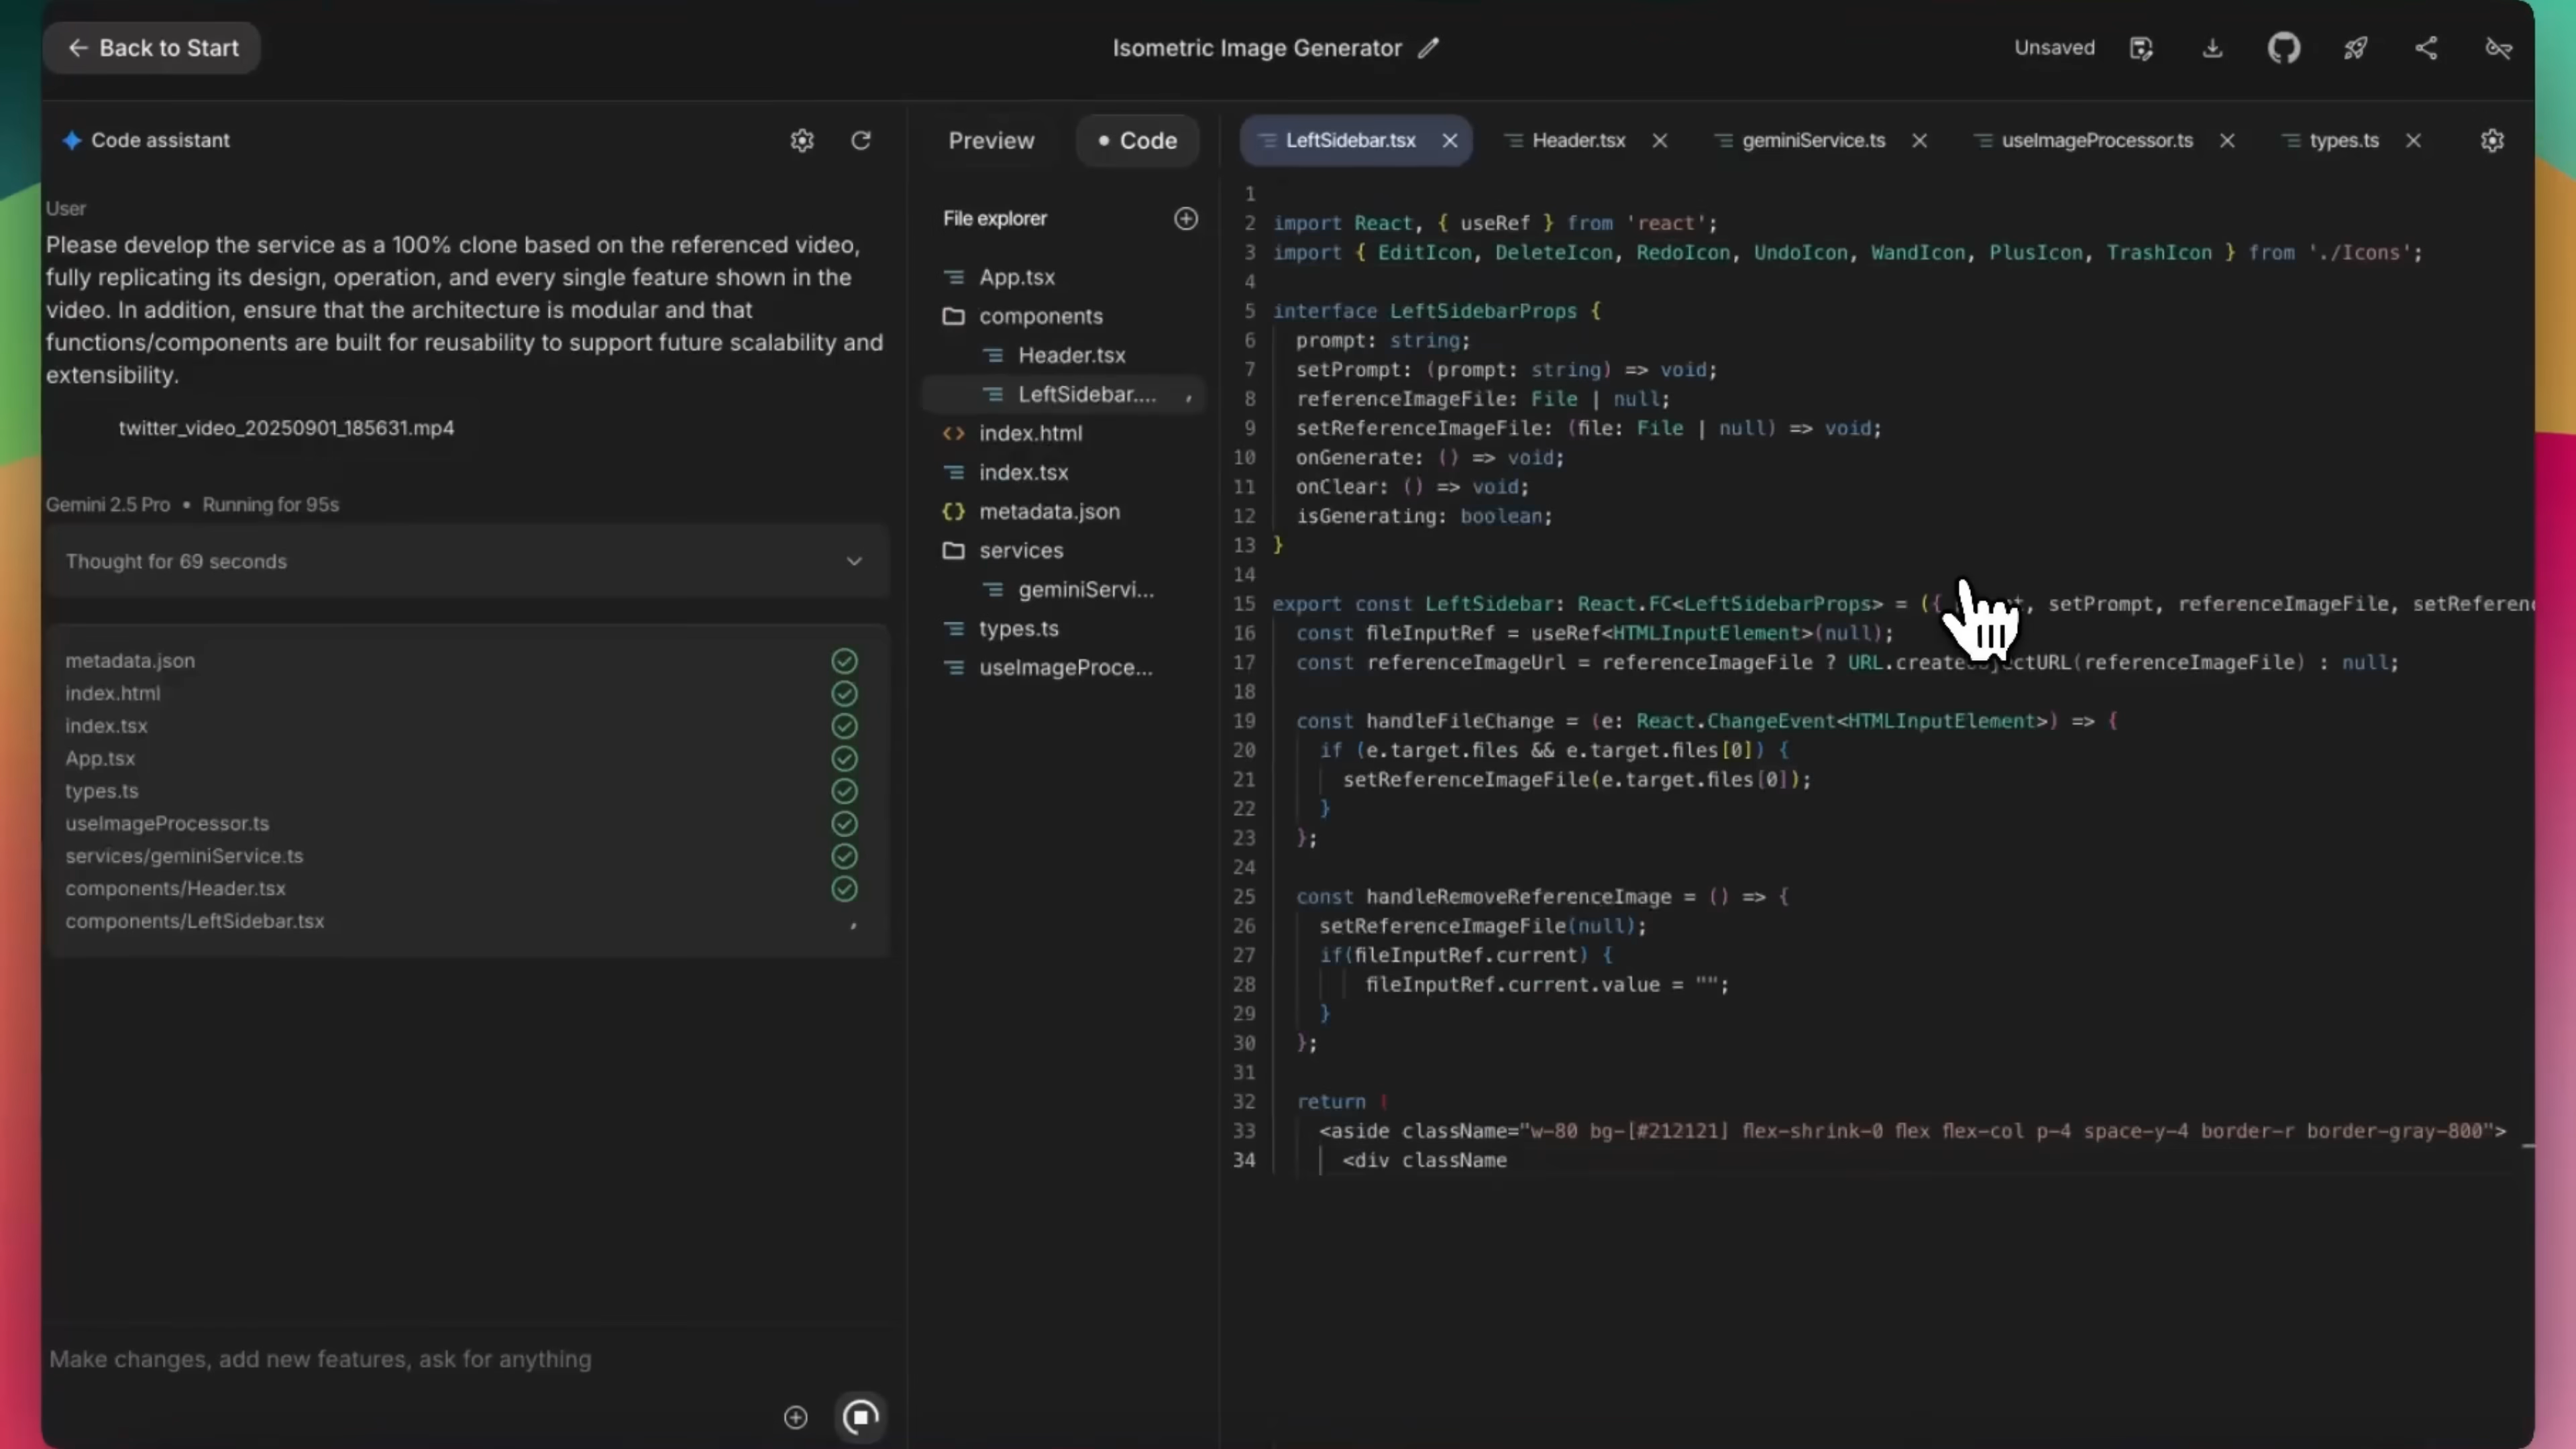 Back to Start
Isometric Image Generator
Unsaved
Code assistant
User
Please develop the service as a 100% clone based on the referenced video,
fully replicating its design, operation, and every single feature shown in the
video. In addition, ensure that the architecture is modular and that
functions/components are built for reusability to support future scalability and
extensibility.
twitter_video_20250901_185631.mp4
Gemini 2.5 Pro • Running for 95s
Thought for 69 seconds
metadata.json
index.html
index.tsx
App.tsx
types.ts
useImageProcessor.ts
services/geminiService.ts
components/Header.tsx
components/LeftSidebar.tsx
Make changes, add new features, ask for anything
Preview
Code
File explorer
App.tsx
components
Header.tsx
LeftSidebar....
index.html
index.tsx
metadata.json
services
geminiServi...
types.ts
useImageProce...
LeftSidebar.tsx
Header.tsx
geminiService.ts
useImageProcessor.ts
types.ts
1
2 import React, { useRef } from 'react';
3 import { EditIcon, DeleteIcon, RedoIcon, UndoIcon, WandIcon, PlusIcon, TrashIcon } from './Icons';
4
5 interface LeftSidebarProps {
6 prompt: string;
7 setPrompt: (prompt: string) => void;
8 referenceImageFile: File | null;
9 setReferenceImageFile: (file: File | null) => void;
10 onGenerate: () => void;
11 onClear: () => void;
12 isGenerating: boolean;
13 }
14
15 export const LeftSidebar: React.FC<LeftSidebarProps> = ({ , setPrompt, referenceImageFile, setReferenc
16 const fileInputRef = useRef<HTMLInputElement>(null);
17 const referenceImageUrl = referenceImageFile ? URL.createObjectURL(referenceImageFile) : null;
18
19 const handleFileChange = (e: React.ChangeEvent<HTMLInputElement>) => {
20 if (e.target.files && e.target.files[0]) {
21 setReferenceImageFile(e.target.files[0]);
22 }
23 };
24
25 const handleRemoveReferenceImage = () => {
26 setReferenceImageFile(null);
27 if(fileInputRef.current) {
28 fileInputRef.current.value = "";
29 }
30 };
31
32 return (
33 <aside className="w-80 bg-[#212121] flex-shrink-0 flex flex-col p-4 space-y-4 border-r border-gray-800">
34 <div className